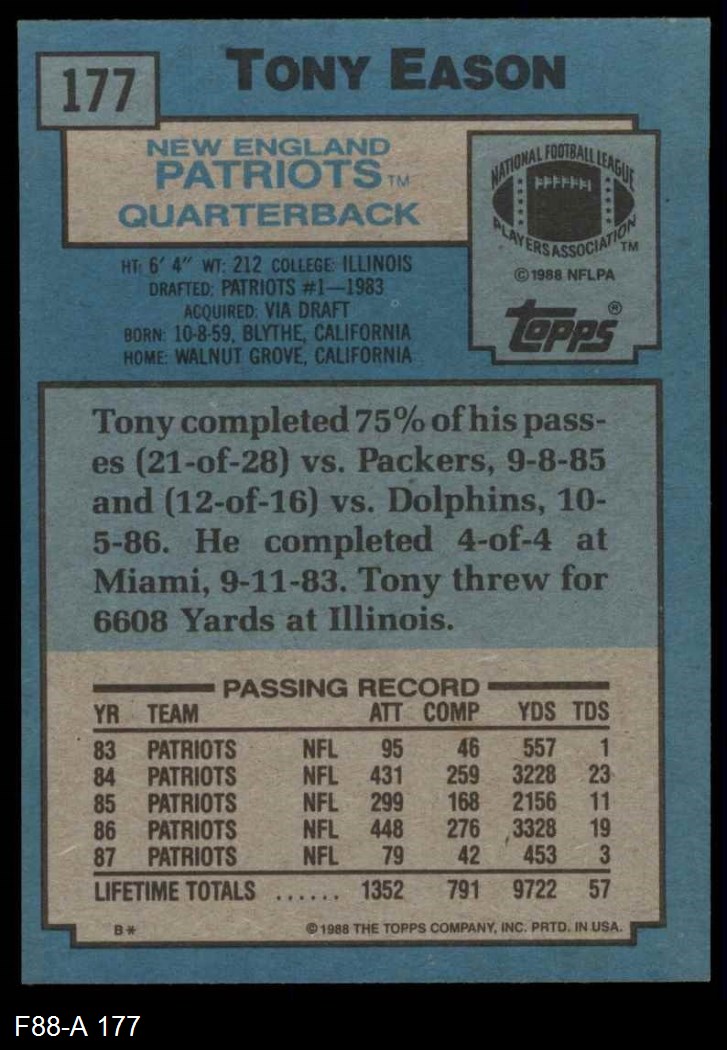 177
TONY EASON
NEW ENGLAND
PATRIOTS™
QUARTERBACK
NATIONAL FOOTBALL LEAGUE
PLAYERS ASSOCIATION™
©1988 NFLPA
topps®
HT: 6' 4" WT: 212 COLLEGE: ILLINOIS
DRAFTED: PATRIOTS #1—1983
ACQUIRED: VIA DRAFT
BORN: 10-8-59, BLYTHE, CALIFORNIA
HOME: WALNUT GROVE, CALIFORNIA
Tony completed 75% of his pass-
es (21-of-28) vs. Packers, 9-8-85
and (12-of-16) vs. Dolphins, 10-
5-86. He completed 4-of-4 at
Miami, 9-11-83. Tony threw for
6608 Yards at Illinois.
PASSING RECORD
YR TEAM ATT COMP YDS TDS
83 PATRIOTS NFL 95 46 557 1
84 PATRIOTS NFL 431 259 3228 23
85 PATRIOTS NFL 299 168 2156 11
86 PATRIOTS NFL 448 276 3328 19
87 PATRIOTS NFL 79 42 453 3
LIFETIME TOTALS ...... 1352 791 9722 57
B* ©1988 THE TOPPS COMPANY, INC. PRTD. IN USA.
F88-A 177